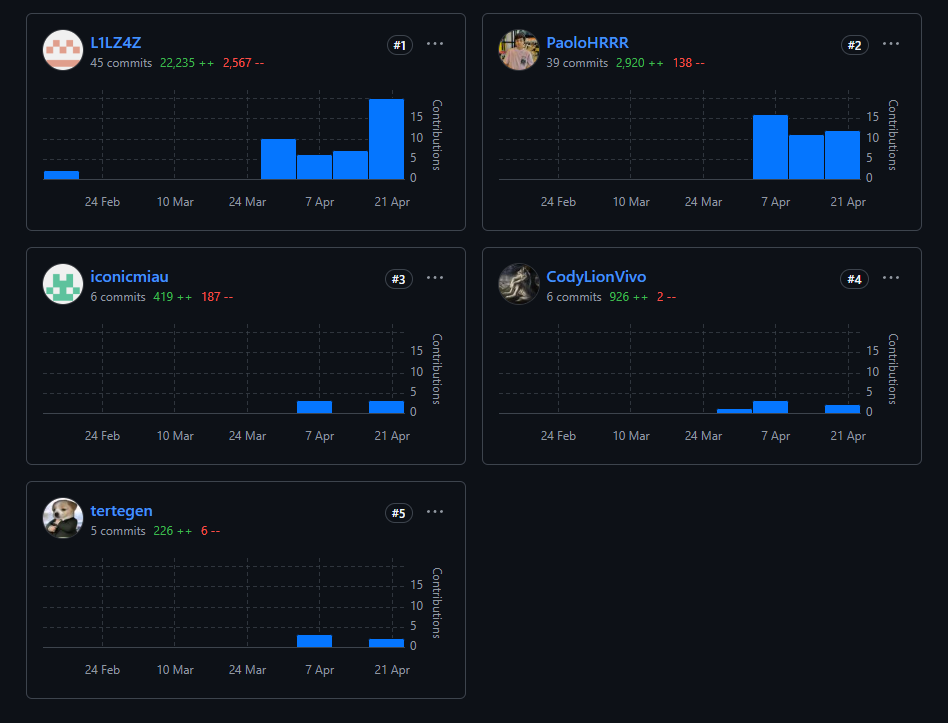 L1LZ4Z #1 ...
45 commits 22,235 ++ 2,567 --
15
10
5
0
Contributions
24 Feb 10 Mar 24 Mar 7 Apr 21 Apr
PaoloHRRR #2 ...
39 commits 2,920 ++ 138 --
15
10
5
0
Contributions
24 Feb 10 Mar 24 Mar 7 Apr 21 Apr
iconicmiau #3 ...
6 commits 419 ++ 187 --
15
10
5
0
Contributions
24 Feb 10 Mar 24 Mar 7 Apr 21 Apr
CodyLionVivo #4 ...
6 commits 926 ++ 2 --
15
10
5
0
Contributions
24 Feb 10 Mar 24 Mar 7 Apr 21 Apr
tertegen #5 ...
5 commits 226 ++ 6 --
15
10
5
0
Contributions
24 Feb 10 Mar 24 Mar 7 Apr 21 Apr